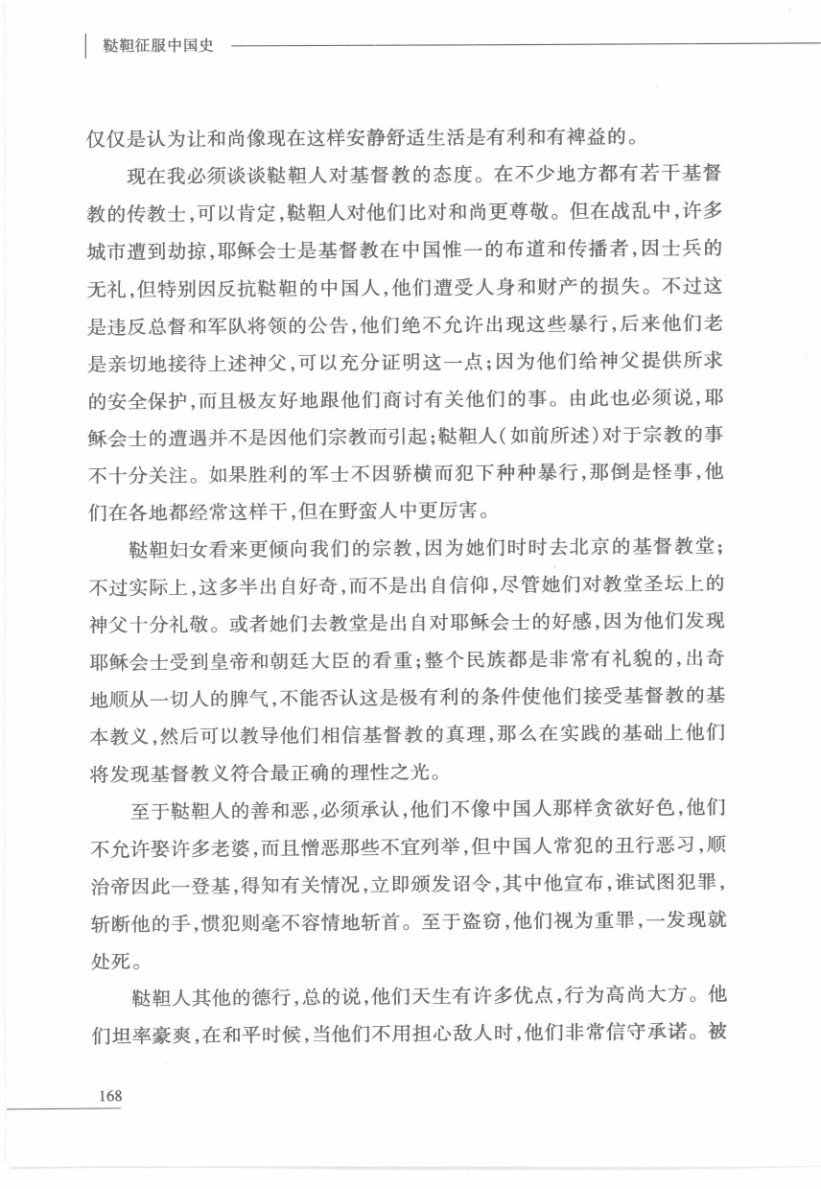 鞑靼征服中国史
仅仅是认为让和尚像现在这样安静舒适生活是有利和有裨益的。
现在我必须谈谈鞑靼人对基督教的态度。在不少地方都有若干基督
教的传教士,可以肯定,鞑靼人对他们比对和尚更尊敬。但在战乱中,许多
城市遭到劫掠,耶稣会士是基督教在中国惟一的布道和传播者,因士兵的
无礼,但特别因反抗鞑靼的中国人,他们遭受人身和财产的损失。不过这
是违反总督和军队将领的公告,他们绝不允许出现这些暴行,后来他们老
是亲切地接待上述神父,可以充分证明这一点;因为他们给神父提供所求
的安全保护,而且极友好地跟他们商讨有关他们的事。由此也必须说,耶
稣会士的遭遇并不是因他们宗教而引起;鞑靼人(如前所述)对于宗教的事
不十分关注。如果胜利的军士不因骄横而犯下种种暴行,那倒是怪事,他
们在各地都经常这样干,但在野蛮人中更厉害。
鞑靼妇女看来更倾向我们的宗教,因为她们时时去北京的基督教堂;
不过实际上,这多半出自好奇,而不是出自信仰,尽管她们对教堂圣坛上的
神父十分礼敬。或者她们去教堂是出自对耶稣会士的好感,因为他们发现
耶稣会士受到皇帝和朝廷大臣的看重;整个民族都是非常有礼貌的,出奇
地顺从一切人的脾气,不能否认这是极有利的条件使他们接受基督教的基
本教义,然后可以教导他们相信基督教的真理,那么在实践的基础上他们
将发现基督教义符合最正确的理性之光。
至于鞑靼人的善和恶,必须承认,他们不像中国人那样贪欲好色,他们
不允许娶许多老婆,而且憎恶那些不宜列举,但中国人常犯的丑行恶习,顺
治帝因此一登基,得知有关情况,立即颁发诏令,其中他宣布,谁试图犯罪,
斩断他的手,惯犯则毫不容情地斩首。至于盗窃,他们视为重罪,一发现就
处死。
鞑靼人其他的德行,总的说,他们天生有许多优点,行为高尚大方。他
们坦率豪爽,在和平时候,当他们不用担心敌人时,他们非常信守承诺。被
168